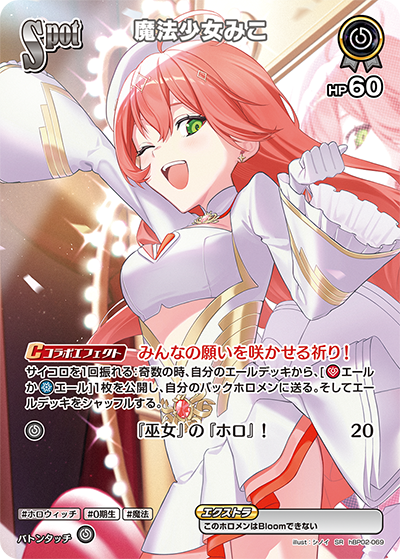 Spot
魔法少女みこ
HP60
コラボエフェクト みんなの願いを咲かせる祈り!
サイコロを1回振れる:奇数の時、自分のエールデッキから、[エール
かエール]1枚を公開し、自分のバックホロメンに送る。そしてエー
ルデッキをシャッフルする。
『巫女』の『ホロ』! 20
#ホロウィッチ #0期生 #魔法
エクストラ
このホロメンはBloomできない
バトンタッチ
illust:シソイ SR hBP02-069